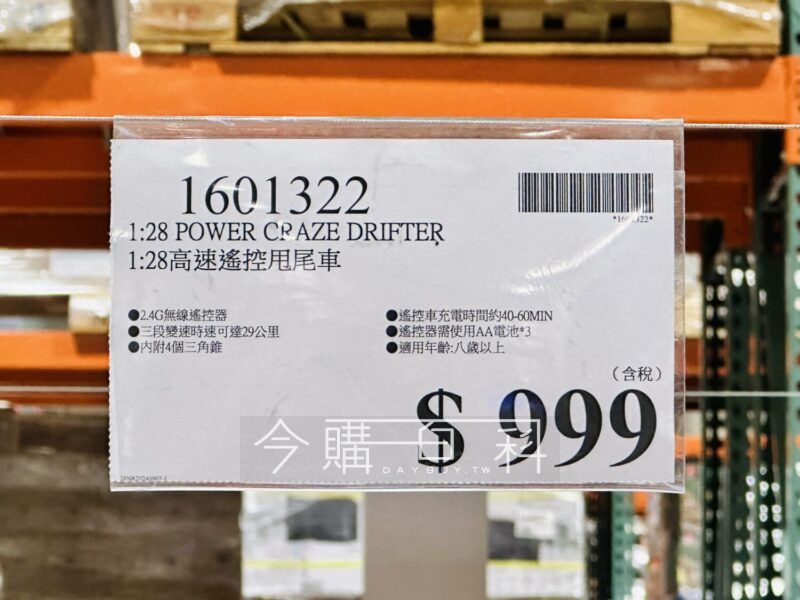 1601322
*1601322*
1:28 POWER CRAZE DRIFTER
1:28高速遙控甩尾車
●2.4G無線遙控器
●三段變速時速可達29公里
●內附4個三角錐
●遙控車充電時間約40-60MIN
●遙控器需使用AA電池*3
●適用年齡:八歲以上
(含稅)
$ 999
今購百科
DAYBUY.TW